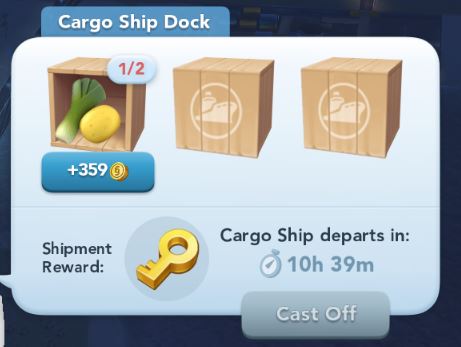 Cargo Ship Dock
1/2
+359
Shipment
Reward:
Cargo Ship departs in:
10h 39m
Cast Off